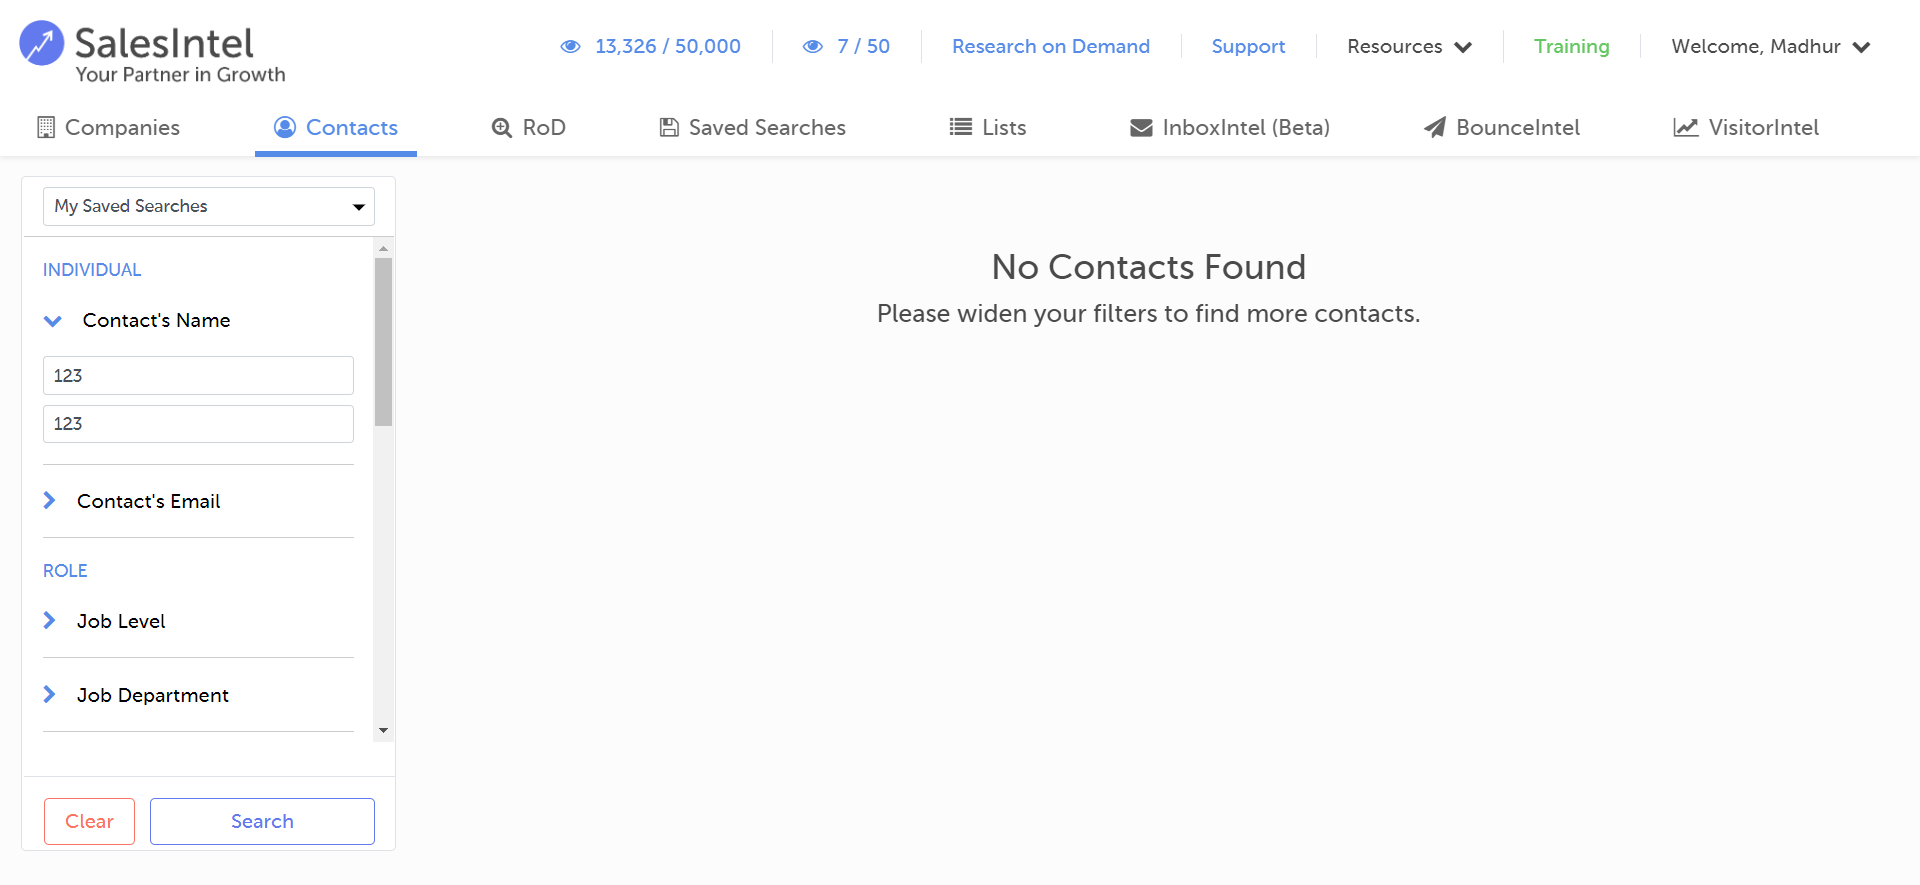 SalesIntel
Your Partner in Growth
13,326 / 50,000
7 / 50
Research on Demand
Support
Resources
Training
Welcome, Madhur
Companies
Contacts
RoD
Saved Searches
Lists
InboxIntel (Beta)
BounceIntel
VisitorIntel
My Saved Searches
INDIVIDUAL
Contact's Name
123
123
Contact's Email
ROLE
Job Level
Job Department
Clear
Search
No Contacts Found
Please widen your filters to find more contacts.